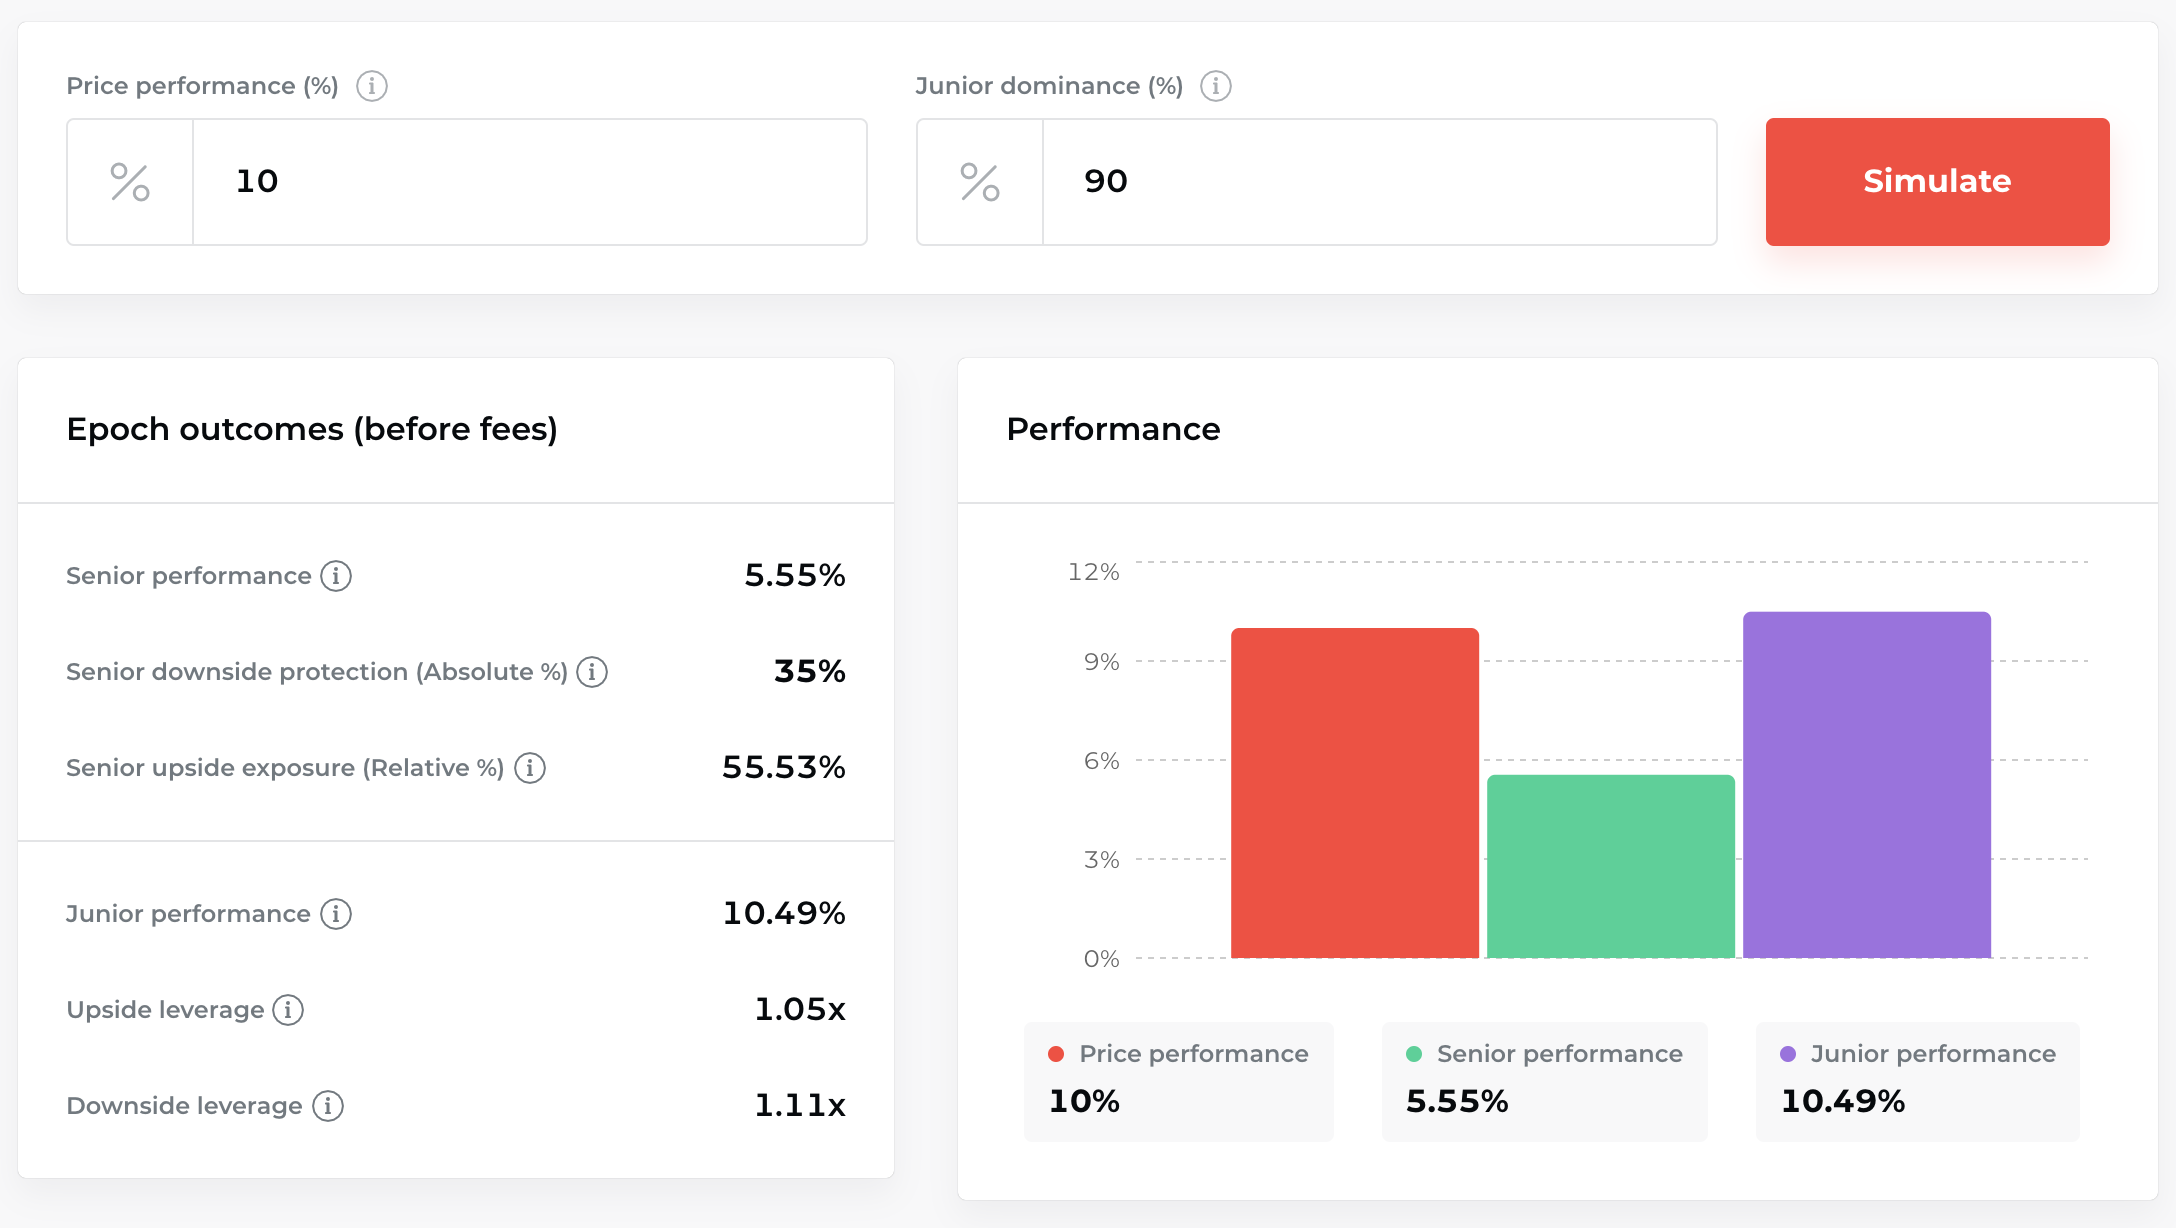 Price performance (%)
Junior dominance (%)
% 10
% 90
Simulate
Epoch outcomes (before fees)
Senior performance 5.55%
Senior downside protection (Absolute %) 35%
Senior upside exposure (Relative %) 55.53%
Junior performance 10.49%
Upside leverage 1.05x
Downside leverage 1.11x
Performance
12%
9%
6%
3%
0%
Price performance
10%
Senior performance
5.55%
Junior performance
10.49%